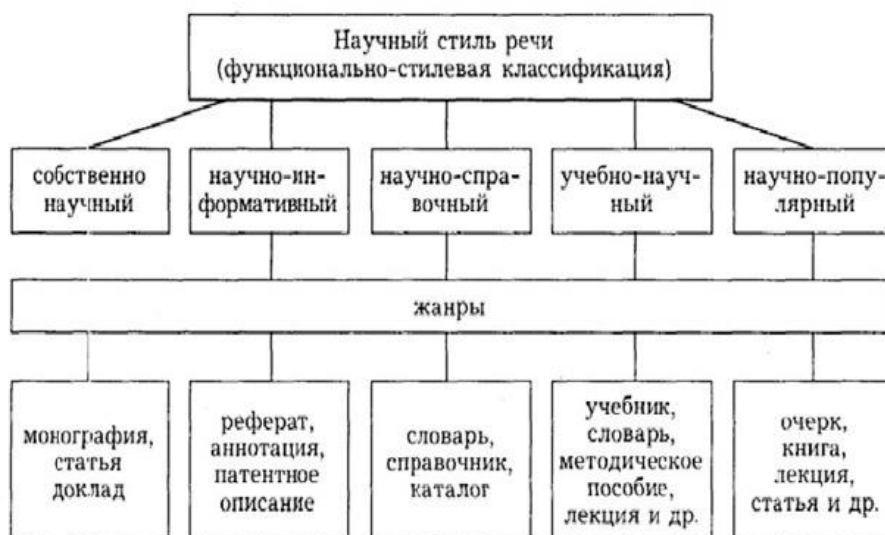 Научный стиль речи
(функционально-стилевая классификация)
собственно
научный
научно-ин-
формативный
научно-спра-
вочный
учебно-науч-
ный
научно-попу-
лярный
жанры
монография,
статья
доклад
реферат,
аннотация,
патентное
описание
словарь,
справочник,
каталог
учебник,
словарь,
методическое
пособие,
лекция и др.
очерк,
книга,
лекция,
статья и др.